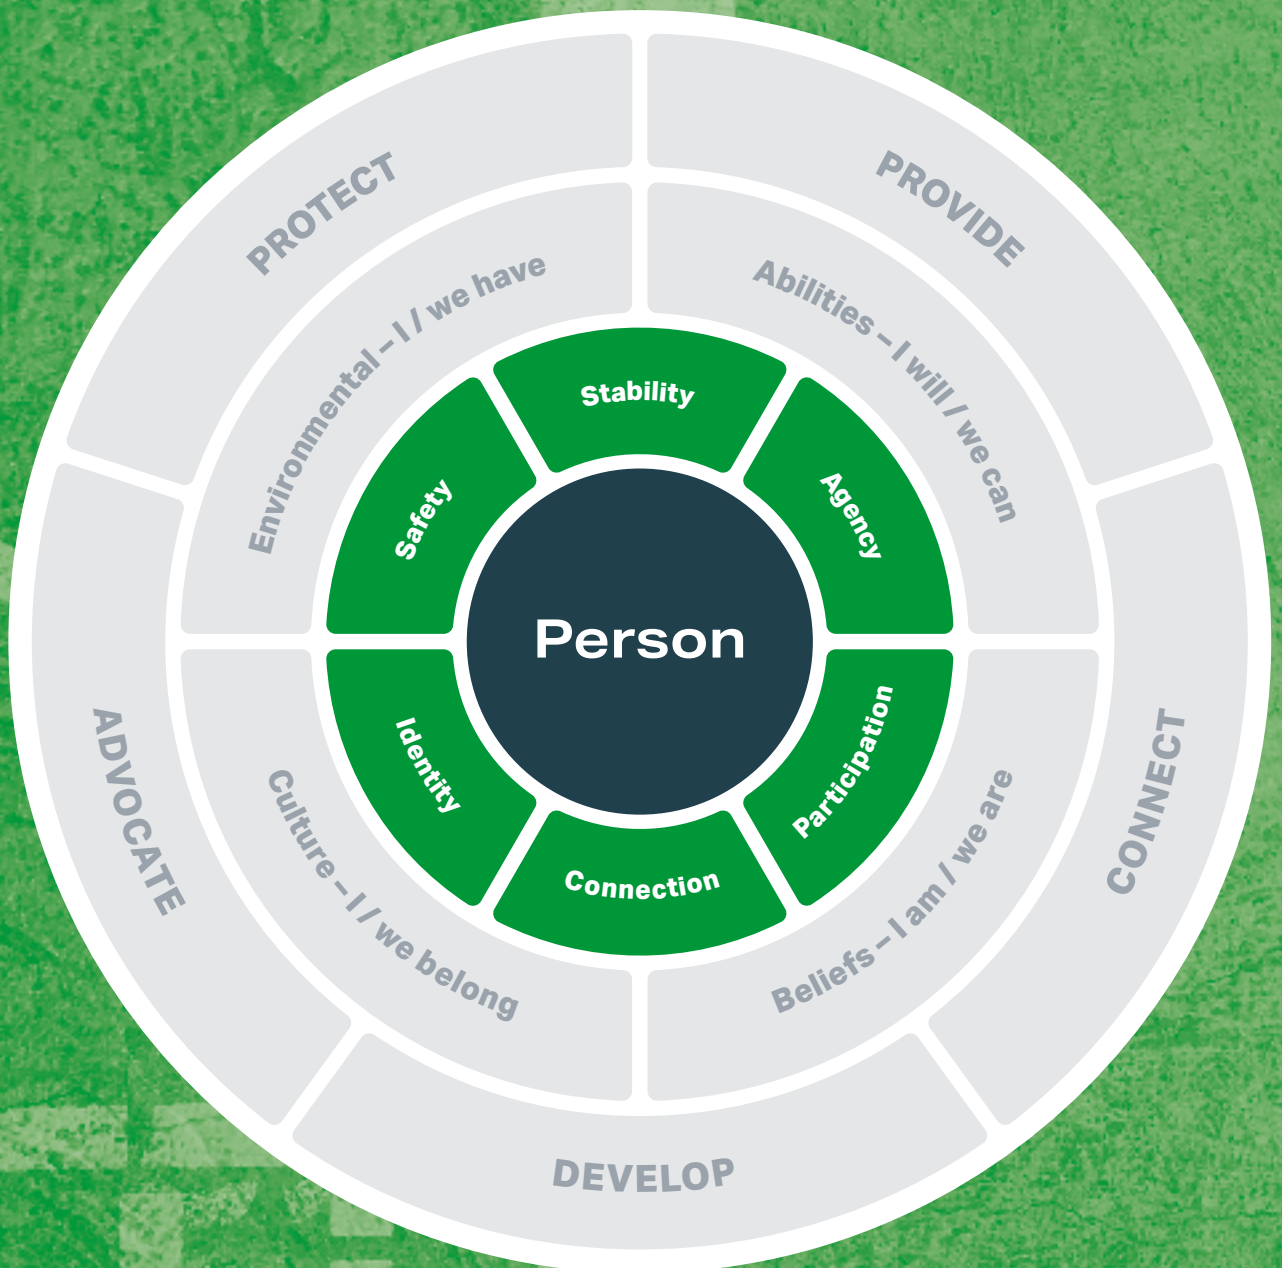 PROTECT
PROVIDE
Environmental – I / we have
Abilities – I will / we can
Stability
Safety
Agency
Person
Identity
Participation
Connection
ADVOCATE
CONNECT
Culture – I / we belong
Beliefs – I am / we are
DEVELOP